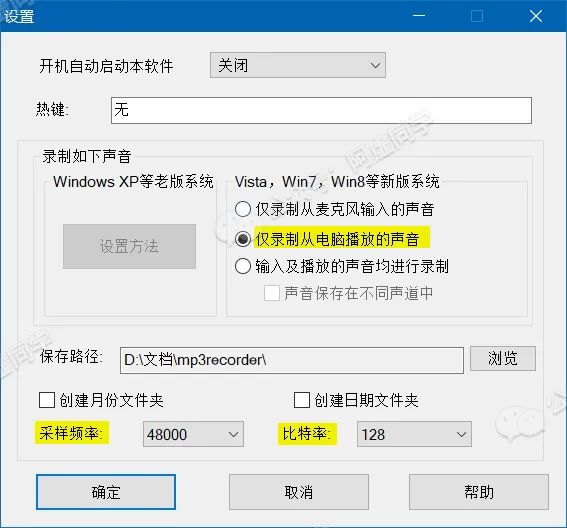 设置
开机自动启动本软件 关闭
热键: 无
录制如下声音
Windows XP等老版系统
设置方法
Vista，Win7，Win8等新版系统
仅录制从麦克风输入的声音
仅录制从电脑播放的声音
输入及播放的声音均进行录制
声音保存在不同声道中
保存路径: D:\文档\mp3recorder\ 浏览
创建月份文件夹 创建日期文件夹
采样频率: 48000 比特率: 128
确定 取消 帮助
阿虚同学